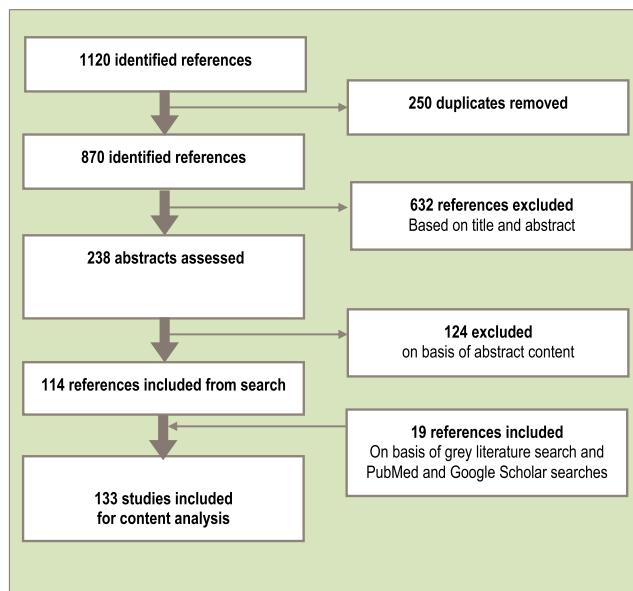 1120 identified references
250 duplicates removed
870 identified references
632 references excluded
Based on title and abstract
238 abstracts assessed
124 excluded
on basis of abstract content
114 references included from search
19 references included
On basis of grey literature search and
PubMed and Google Scholar searches
133 studies included
for content analysis